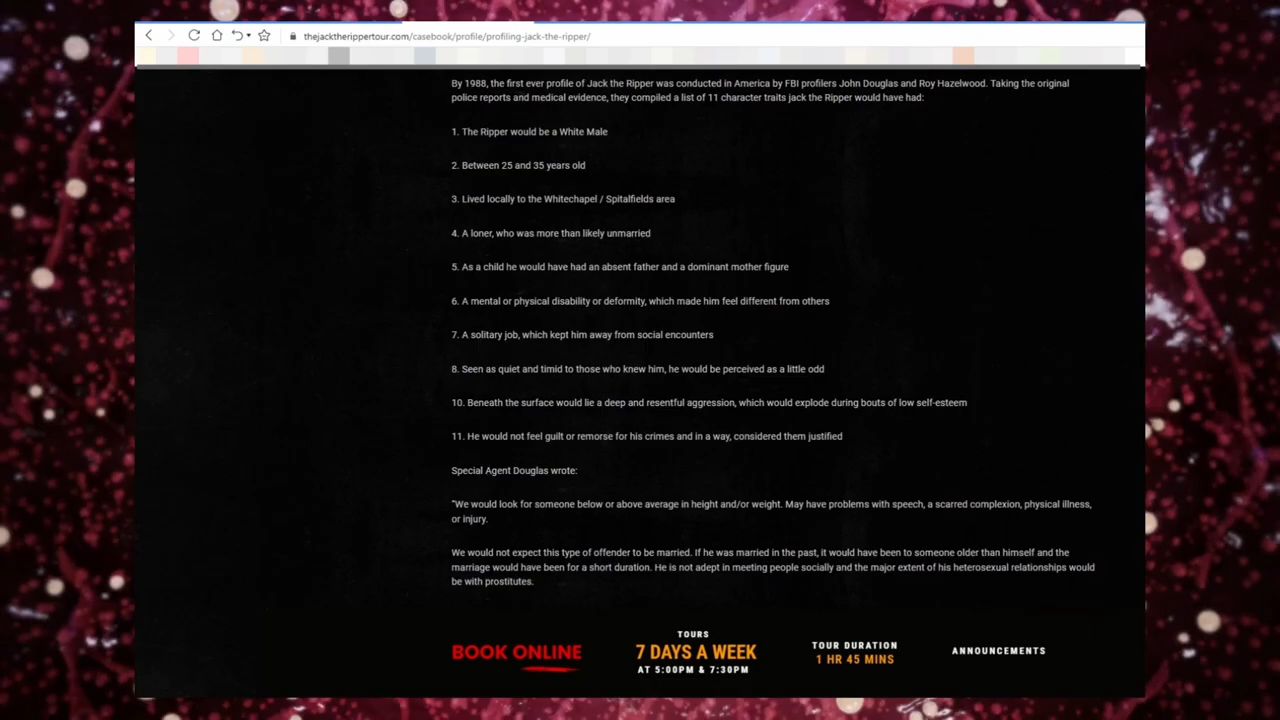 thejacktherippertour.com/casebook/profile/profiling-jack-the-ripper/
By 1988, the first ever profile of Jack the Ripper was conducted in America by FBI profilers John Douglas and Roy Hazelwood. Taking the original
police reports and medical evidence, they compiled a list of 11 character traits jack the Ripper would have had:
1. The Ripper would be a White Male
2. Between 25 and 35 years old
3. Lived locally to the Whitechapel / Spitalfields area
4. A loner, who was more than likely unmarried
5. As a child he would have had an absent father and a dominant mother figure
6. A mental or physical disability or deformity, which made him feel different from others
7. A solitary job, which kept him away from social encounters
8. Seen as quiet and timid to those who knew him, he would be perceived as a little odd
10. Beneath the surface would lie a deep and resentful aggression, which would explode during bouts of low self-esteem
11. He would not feel guilt or remorse for his crimes and in a way, considered them justified
Special Agent Douglas wrote:
"We would look for someone below or above average in height and/or weight. May have problems with speech, a scarred complexion, physical illness,
or injury.
We would not expect this type of offender to be married. If he was married in the past, it would have been to someone older than himself and the
marriage would have been for a short duration. He is not adept in meeting people socially and the major extent of his heterosexual relationships would
be with prostitutes.
BOOK ONLINE
TOURS
7 DAYS A WEEK
AT 5:00PM & 7:30PM
TOUR DURATION
1 HR 45 MINS
ANNOUNCEMENTS